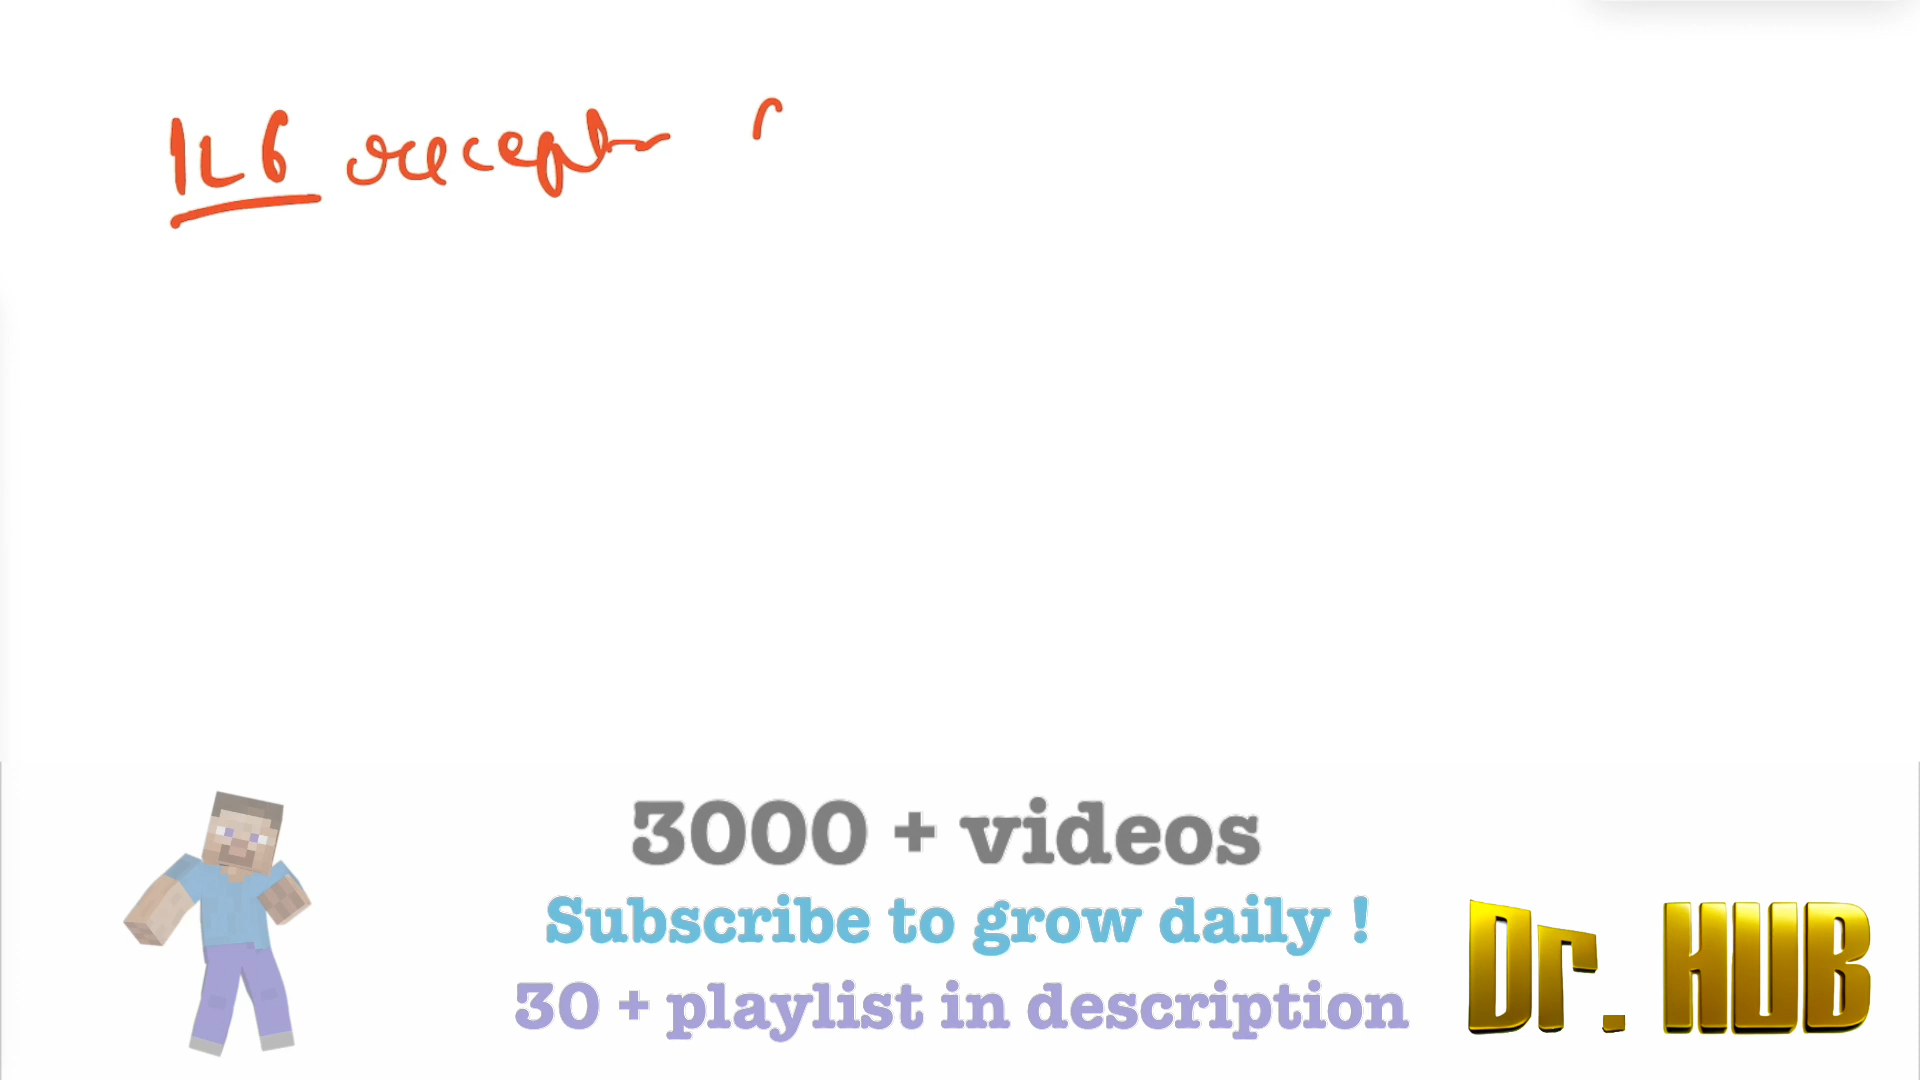 IL6 receptor
3000 + videos
Subscribe to grow daily !
30 + playlist in description
Dr. HUB